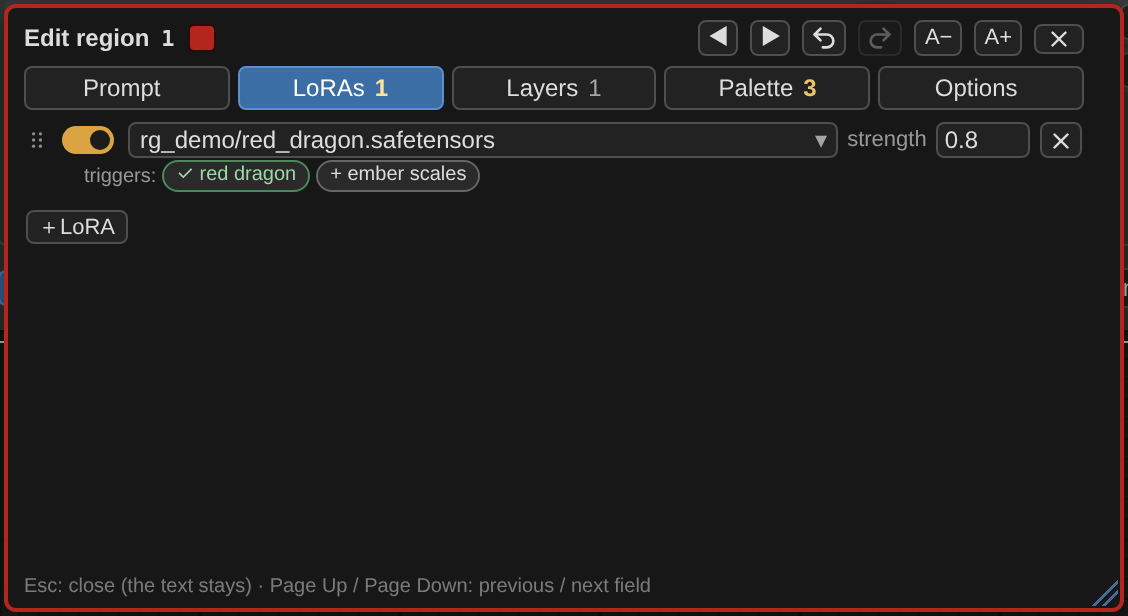 Edit region 1 A− A+
Prompt LoRAs 1 Layers 1 Palette 3 Options
rg_demo/red_dragon.safetensors strength 0.8
triggers: ✓ red dragon + ember scales
+ LoRA
Esc: close (the text stays) · Page Up / Page Down: previous / next field